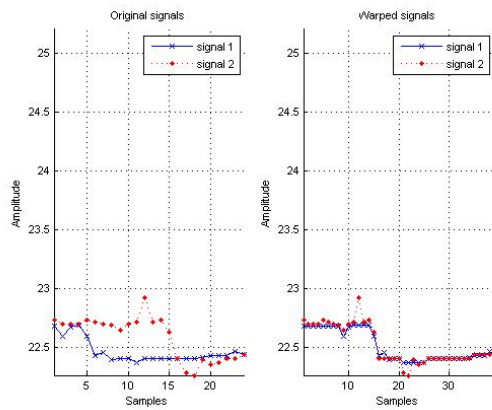 Original signals
Warped signals
signal 1
signal 2
signal 1
signal 2
25
24.5
24
23.5
23
22.5
25
24.5
24
23.5
23
22.5
Amplitude
Amplitude
5 10 15 20
10 20 30
Samples
Samples